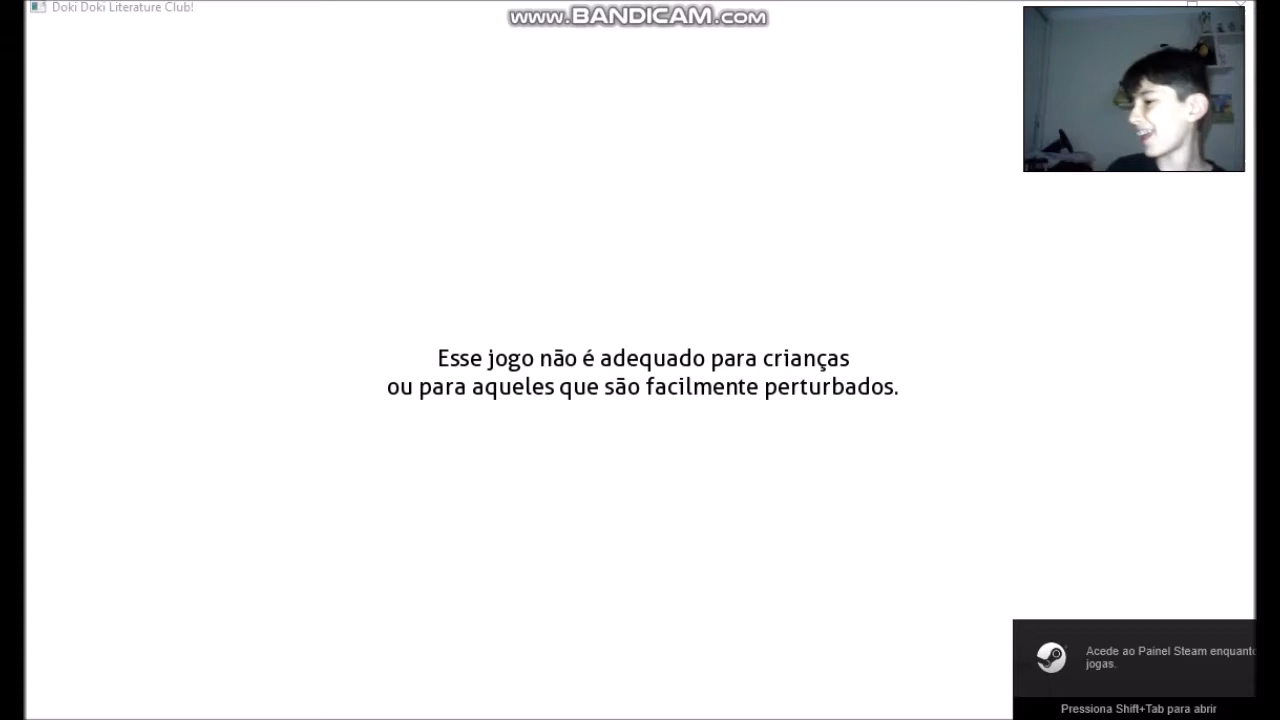 Doki Doki Literature Club!
www.BANDICAM.com
Esse jogo não é adequado para crianças
ou para aqueles que são facilmente perturbados.
Acede ao Painel Steam enquanto
jogas.
Pressiona Shift+Tab para abrir